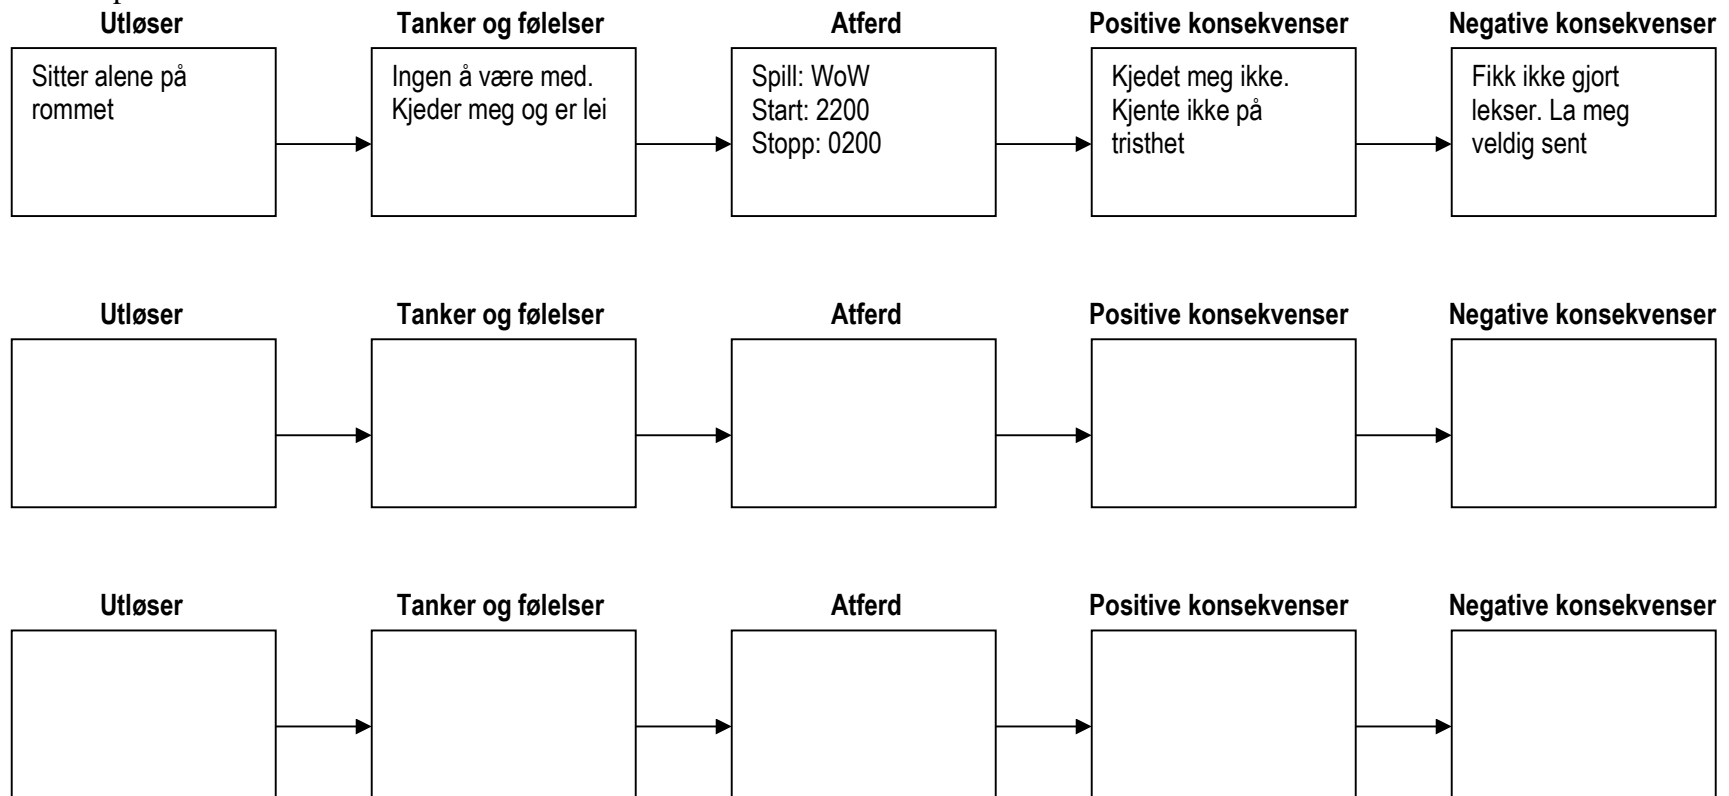 Utløser
Tanker og følelser
Atferd
Positive konsekvenser
Negative konsekvenser
Sitter alene på
rommet
Ingen å være med.
Kjeder meg og er lei
Spill: WoW
Start: 2200
Stopp: 0200
Kjedet meg ikke.
Kjente ikke på
tristhet
Fikk ikke gjort
lekser. La meg
veldig sent
Utløser
Tanker og følelser
Atferd
Positive konsekvenser
Negative konsekvenser
Utløser
Tanker og følelser
Atferd
Positive konsekvenser
Negative konsekvenser